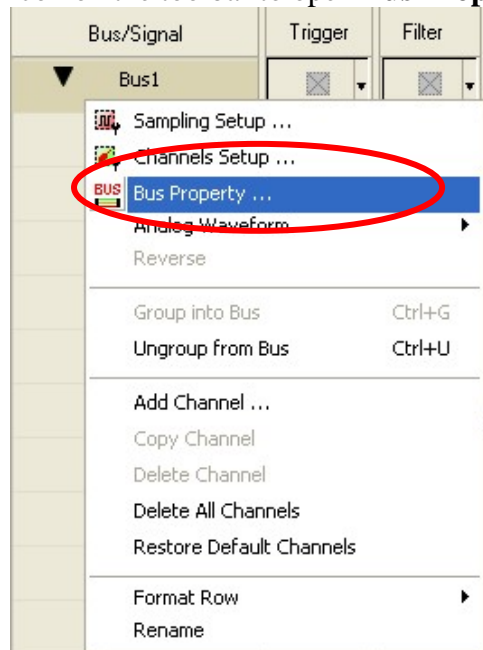 Bus/Signal Trigger Filter
Bus1
Sampling Setup ...
Channels Setup ...
BUS Bus Property ...
Analog Waveform
Reverse
Group into Bus Ctrl+G
Ungroup from Bus Ctrl+U
Add Channel ...
Copy Channel
Delete Channel
Delete All Channels
Restore Default Channels
Format Row
Rename